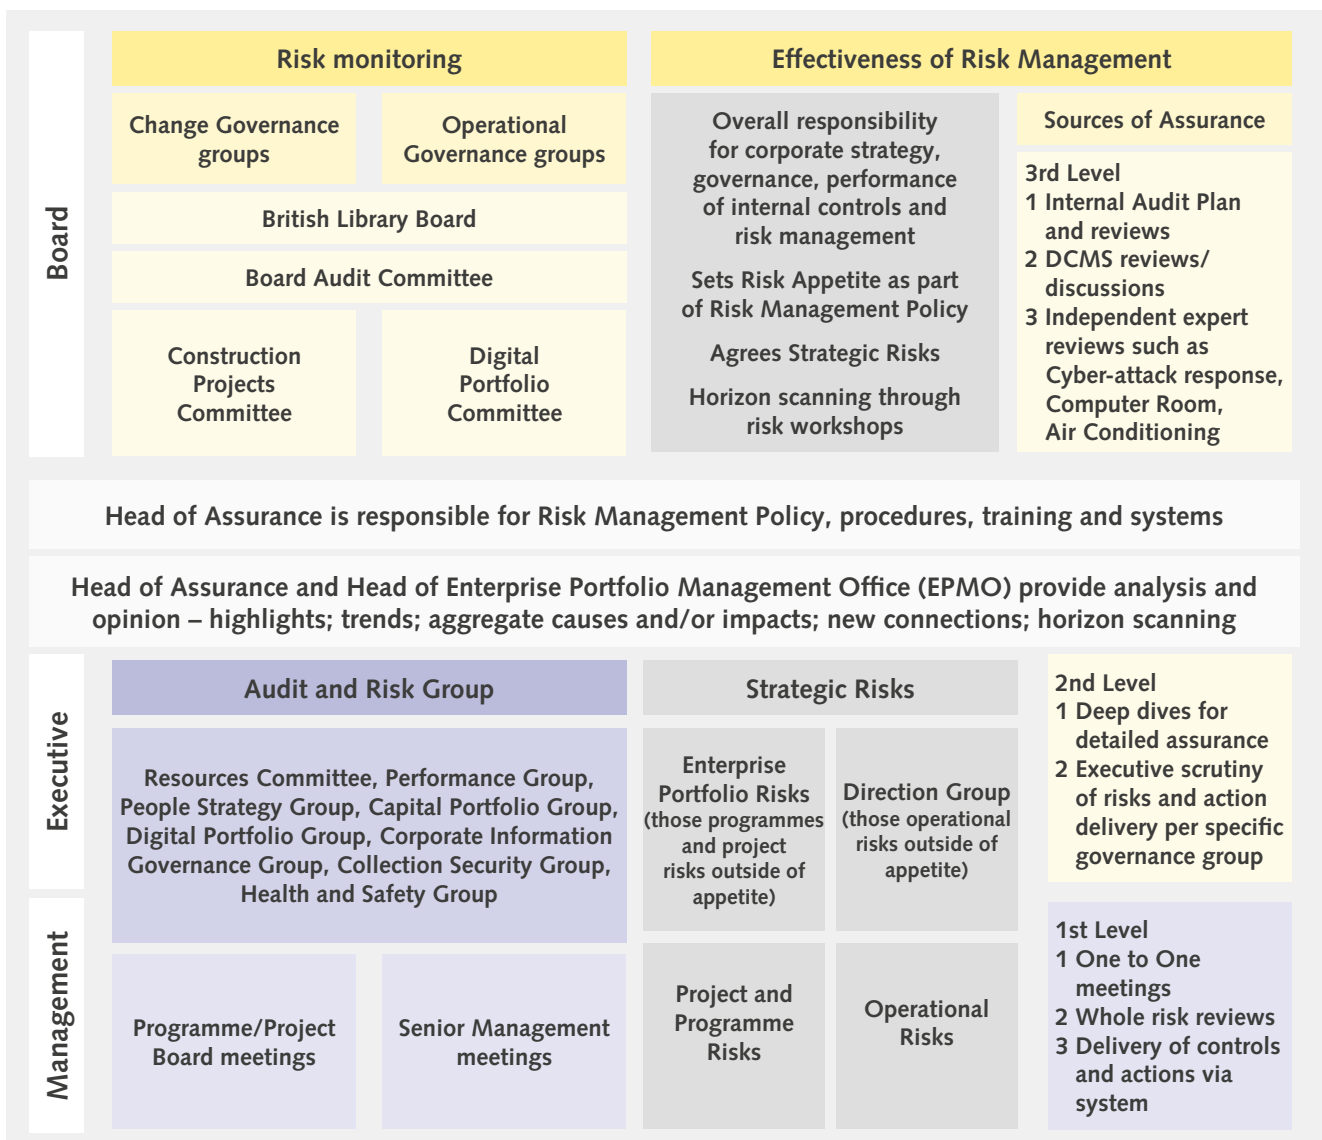 Board
Risk monitoring
Change Governance
groups
Operational
Governance groups
British Library Board
Board Audit Committee
Construction
Projects
Committee
Digital
Portfolio
Committee
Effectiveness of Risk Management
Overall responsibility
for corporate strategy,
governance, performance
of internal controls and
risk management
Sets Risk Appetite as part
of Risk Management Policy
Agrees Strategic Risks
Horizon scanning through
risk workshops
Sources of Assurance
3rd Level
1 Internal Audit Plan
and reviews
2 DCMS reviews/
discussions
3 Independent expert
reviews such as
Cyber-attack response,
Computer Room,
Air Conditioning
Head of Assurance is responsible for Risk Management Policy, procedures, training and systems
Head of Assurance and Head of Enterprise Portfolio Management Office (EPMO) provide analysis and
opinion – highlights; trends; aggregate causes and/or impacts; new connections; horizon scanning
Executive
Audit and Risk Group
Resources Committee, Performance Group,
People Strategy Group, Capital Portfolio Group,
Digital Portfolio Group, Corporate Information
Governance Group, Collection Security Group,
Health and Safety Group
Strategic Risks
Enterprise
Portfolio Risks
(those programmes
and project
risks outside of
appetite)
Direction Group
(those operational
risks outside of
appetite)
2nd Level
1 Deep dives for
detailed assurance
2 Executive scrutiny
of risks and action
delivery per specific
governance group
Management
Programme/Project
Board meetings
Senior Management
meetings
Project and
Programme
Risks
Operational
Risks
1st Level
1 One to One
meetings
2 Whole risk reviews
3 Delivery of controls
and actions via
system